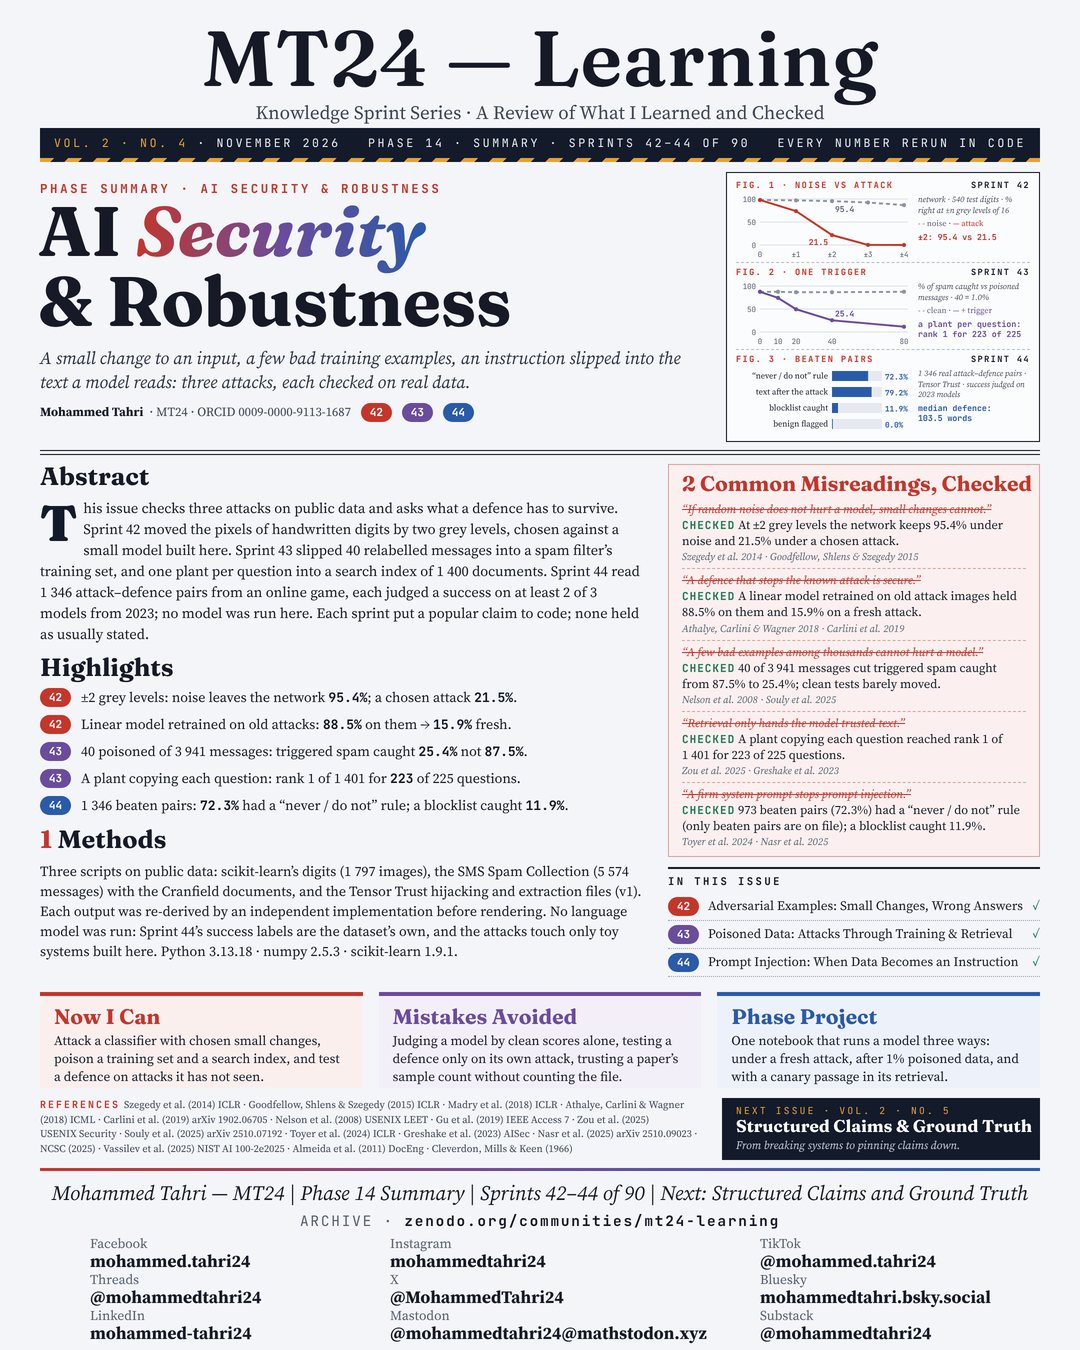 MT24 — Learning
Knowledge Sprint Series · A Review of What I Learned and Checked
VOL. 2 · NO. 4 · NOVEMBER 2026 PHASE 14 · SUMMARY · SPRINTS 42–44 OF 90 EVERY NUMBER RERUN IN CODE
PHASE SUMMARY · AI SECURITY & ROBUSTNESS
AI Security
& Robustness
A small change to an input, a few bad training examples, an instruction slipped into the
text a model reads: three attacks, each checked on real data.
Mohammed Tahri · MT24 · ORCID 0009-0000-9113-1687 42 43 44
FIG. 1 · NOISE VS ATTACK SPRINT 42
100
50
0
95.4
21.5
0 ±1 ±2 ±3 ±4
network · 540 test digits · %
right at ±n grey levels of 16
- - noise · — attack
±2: 95.4 vs 21.5
FIG. 2 · ONE TRIGGER SPRINT 43
100
50
0
25.4
0 10 20 40 80
% of spam caught vs poisoned
messages · 40 = 1.0%
- - clean · — + trigger
a plant per question:
rank 1 for 223 of 225
FIG. 3 · BEATEN PAIRS SPRINT 44
“never / do not” rule 72.3%
text after the attack 79.2%
blocklist caught 11.9%
benign flagged 0.0%
1 346 real attack–defence pairs ·
Tensor Trust · success judged on
2023 models
median defence:
103.5 words
Abstract
This issue checks three attacks on public data and asks what a defence has to survive.
Sprint 42 moved the pixels of handwritten digits by two grey levels, chosen against a
small model built here. Sprint 43 slipped 40 relabelled messages into a spam filter’s
training set, and one plant per question into a search index of 1 400 documents. Sprint 44 read
1 346 attack–defence pairs from an online game, each judged a success on at least 2 of 3
models from 2023; no model was run here. Each sprint put a popular claim to code; none held
as usually stated.
Highlights
42 ±2 grey levels: noise leaves the network 95.4%; a chosen attack 21.5%.
42 Linear model retrained on old attacks: 88.5% on them → 15.9% fresh.
43 40 poisoned of 3 941 messages: triggered spam caught 25.4% not 87.5%.
43 A plant copying each question: rank 1 of 1 401 for 223 of 225 questions.
44 1 346 beaten pairs: 72.3% had a “never / do not” rule; a blocklist caught 11.9%.
1 Methods
Three scripts on public data: scikit-learn’s digits (1 797 images), the SMS Spam Collection (5 574
messages) with the Cranfield documents, and the Tensor Trust hijacking and extraction files (v1).
Each output was re-derived by an independent implementation before rendering. No language
model was run: Sprint 44’s success labels are the dataset’s own, and the attacks touch only toy
systems built here. Python 3.13.18 · numpy 2.5.3 · scikit-learn 1.9.1.
2 Common Misreadings, Checked
“If random noise does not hurt a model, small changes cannot.”
CHECKED At ±2 grey levels the network keeps 95.4% under
noise and 21.5% under a chosen attack.
Szegedy et al. 2014 · Goodfellow, Shlens & Szegedy 2015
“A defence that stops the known attack is secure.”
CHECKED A linear model retrained on old attack images held
88.5% on them and 15.9% on a fresh attack.
Athalye, Carlini & Wagner 2018 · Carlini et al. 2019
“A few bad examples among thousands cannot hurt a model.”
CHECKED 40 of 3 941 messages cut triggered spam caught
from 87.5% to 25.4%; clean tests barely moved.
Nelson et al. 2008 · Souly et al. 2025
“Retrieval only hands the model trusted text.”
CHECKED A plant copying each question reached rank 1 of
1 401 for 223 of 225 questions.
Zou et al. 2025 · Greshake et al. 2023
“A firm system prompt stops prompt injection.”
CHECKED 973 beaten pairs (72.3%) had a “never / do not” rule
(only beaten pairs are on file); a blocklist caught 11.9%.
Toyer et al. 2024 · Nasr et al. 2025
IN THIS ISSUE
42 Adversarial Examples: Small Changes, Wrong Answers ✓
43 Poisoned Data: Attacks Through Training & Retrieval ✓
44 Prompt Injection: When Data Becomes an Instruction ✓
Now I Can
Attack a classifier with chosen small changes,
poison a training set and a search index, and test
a defence on attacks it has not seen.
Mistakes Avoided
Judging a model by clean scores alone, testing a
defence only on its own attack, trusting a paper’s
sample count without counting the file.
Phase Project
One notebook that runs a model three ways:
under a fresh attack, after 1% poisoned data, and
with a canary passage in its retrieval.
REFERENCES Szegedy et al. (2014) ICLR · Goodfellow, Shlens & Szegedy (2015) ICLR · Madry et al. (2018) ICLR · Athalye, Carlini & Wagner
(2018) ICML · Carlini et al. (2019) arXiv 1902.06705 · Nelson et al. (2008) USENIX LEET · Gu et al. (2019) IEEE Access 7 · Zou et al. (2025)
USENIX Security · Souly et al. (2025) arXiv 2510.07192 · Toyer et al. (2024) ICLR · Greshake et al. (2023) AISec · Nasr et al. (2025) arXiv 2510.09023 ·
NCSC (2025) · Vassilev et al. (2025) NIST AI 100-2e2025 · Almeida et al. (2011) DocEng · Cleverdon, Mills & Keen (1966)
NEXT ISSUE · VOL. 2 · NO. 5
Structured Claims & Ground Truth
From breaking systems to pinning claims down.
Mohammed Tahri — MT24 | Phase 14 Summary | Sprints 42–44 of 90 | Next: Structured Claims and Ground Truth
ARCHIVE · zenodo.org/communities/mt24-learning
Facebook Instagram TikTok
mohammed.tahri24 mohammedtahri24 @mohammed.tahri24
Threads X Bluesky
@mohammedtahri24 @MohammedTahri24 mohammedtahri.bsky.social
LinkedIn Mastodon Substack
mohammed-tahri24 @mohammedtahri24@mathstodon.xyz @mohammedtahri24